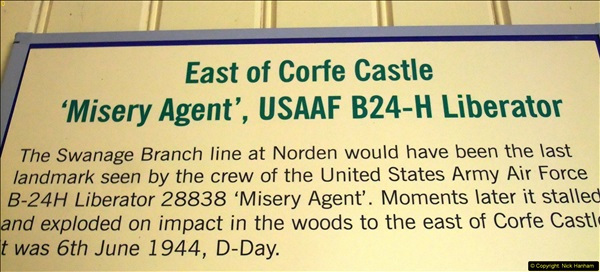 East of Corfe Castle
‘Misery Agent’, USAAF B24-H Liberator
The Swanage Branch line at Norden would have been the last
landmark seen by the crew of the United States Army Air Force
B-24H Liberator 28838 ‘Misery Agent’. Moments later it stalled
and exploded on impact in the woods to the east of Corfe Castle
t was 6th June 1944, D-Day.
© Copyright. Nick Hanham